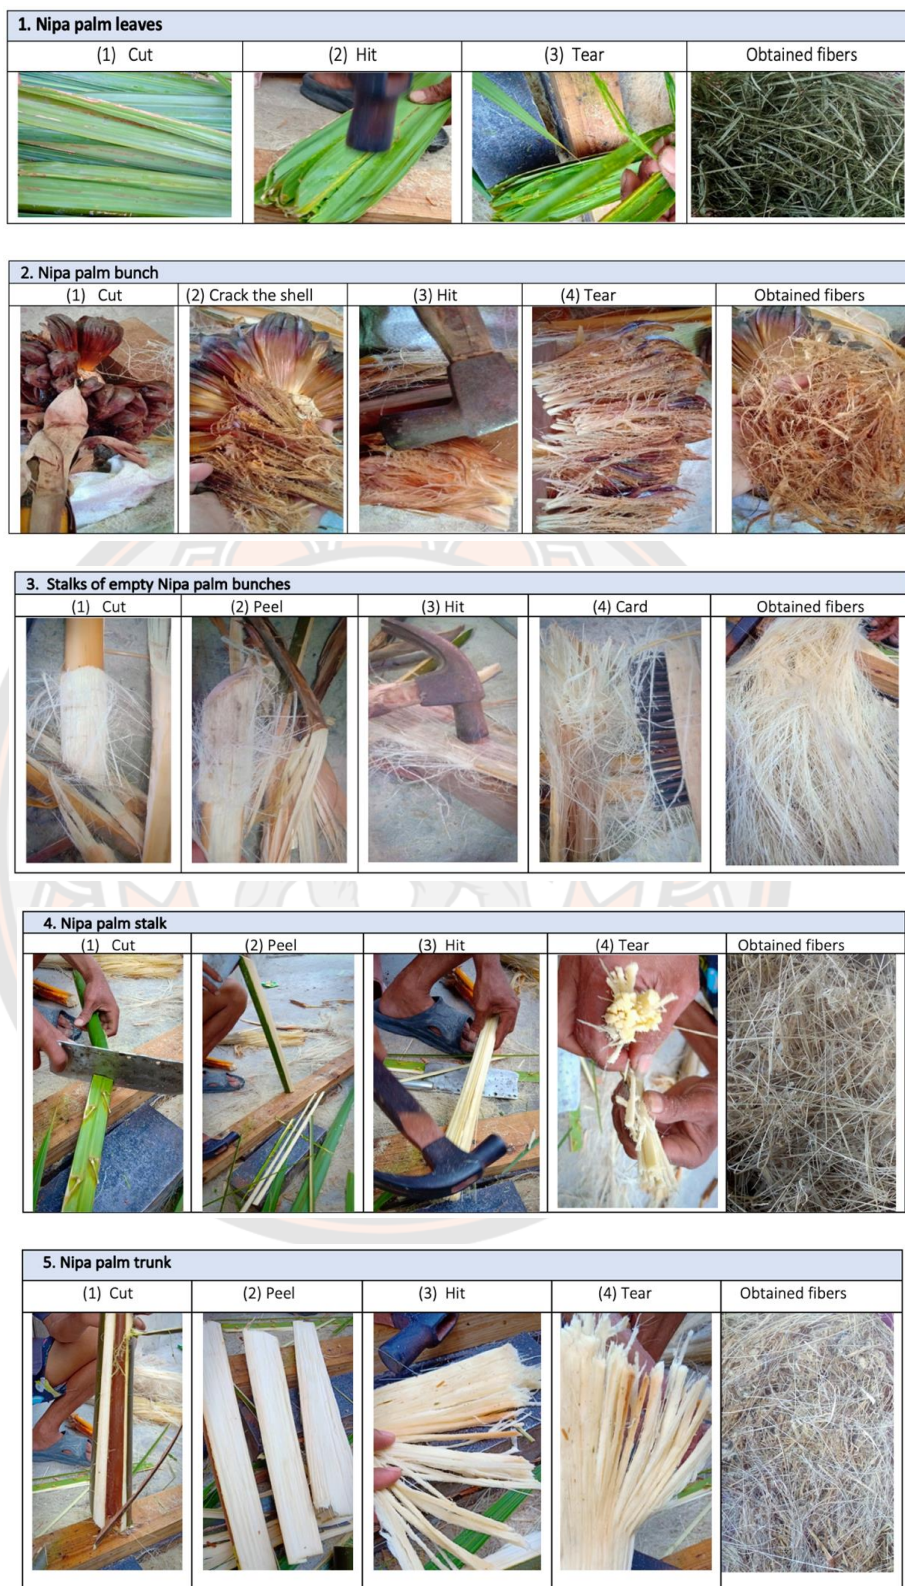 1. Nipa palm leaves
(1) Cut (2) Hit (3) Tear Obtained fibers
2. Nipa palm bunch
(1) Cut (2) Crack the shell (3) Hit (4) Tear Obtained fibers
3. Stalks of empty Nipa palm bunches
(1) Cut (2) Peel (3) Hit (4) Card Obtained fibers
4. Nipa palm stalk
(1) Cut (2) Peel (3) Hit (4) Tear Obtained fibers
5. Nipa palm trunk
(1) Cut (2) Peel (3) Hit (4) Tear Obtained fibers